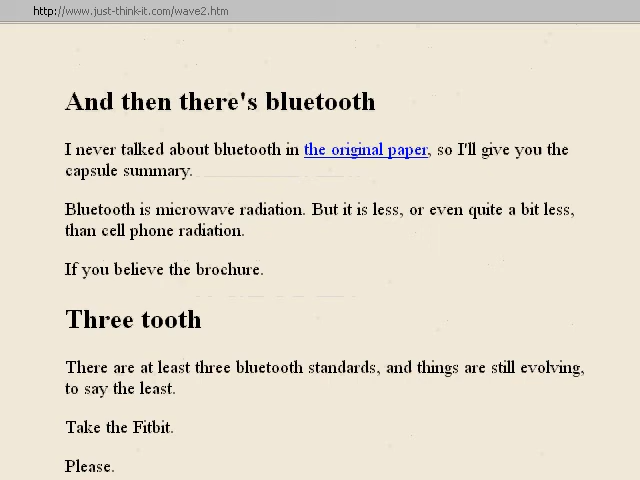 http://www.just-think-it.com/wave2.htm
And then there's bluetooth
I never talked about bluetooth in the original paper, so I'll give you the
capsule summary.
Bluetooth is microwave radiation. But it is less, or even quite a bit less,
than cell phone radiation.
If you believe the brochure.
Three tooth
There are at least three bluetooth standards, and things are still evolving,
to say the least.
Take the Fitbit.
Please.